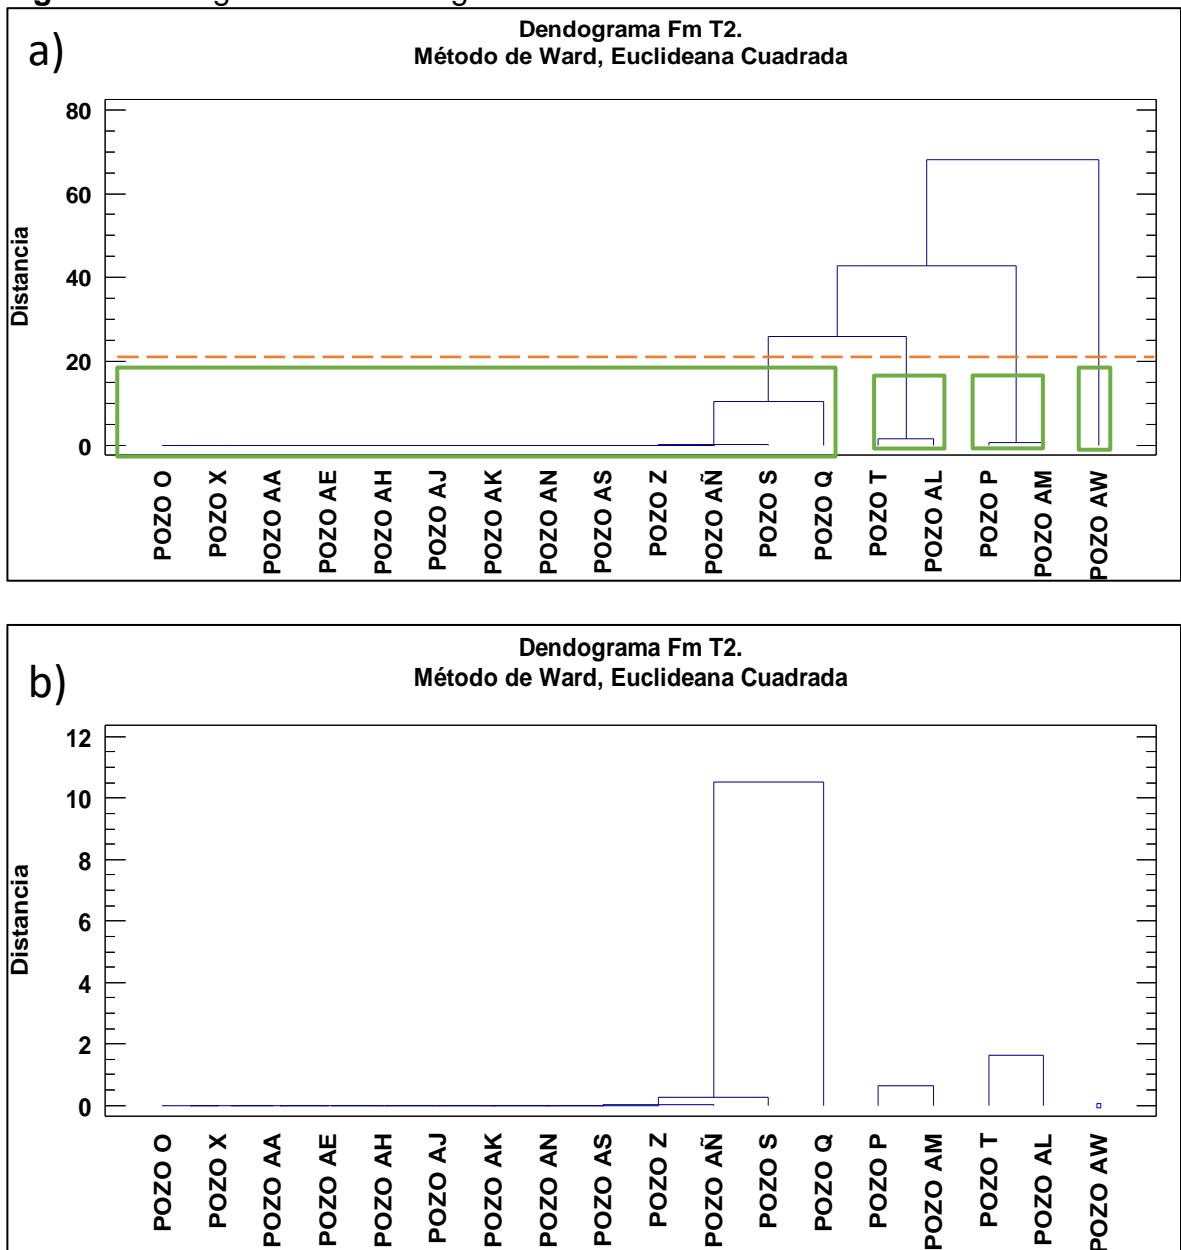 a)
Dendograma Fm T2.
Método de Ward, Euclideana Cuadrada
Distancia
80
60
40
20
0
POZO O
POZO X
POZO AA
POZO AE
POZO AH
POZO AJ
POZO AK
POZO AN
POZO AS
POZO Z
POZO AÑ
POZO S
POZO Q
POZO T
POZO AL
POZO P
POZO AM
POZO AW
b)
Dendograma Fm T2.
Método de Ward, Euclideana Cuadrada
Distancia
12
10
8
6
4
2
0
POZO O
POZO X
POZO AA
POZO AE
POZO AH
POZO AJ
POZO AK
POZO AN
POZO AS
POZO Z
POZO AÑ
POZO S
POZO Q
POZO P
POZO AM
POZO T
POZO AL
POZO AW